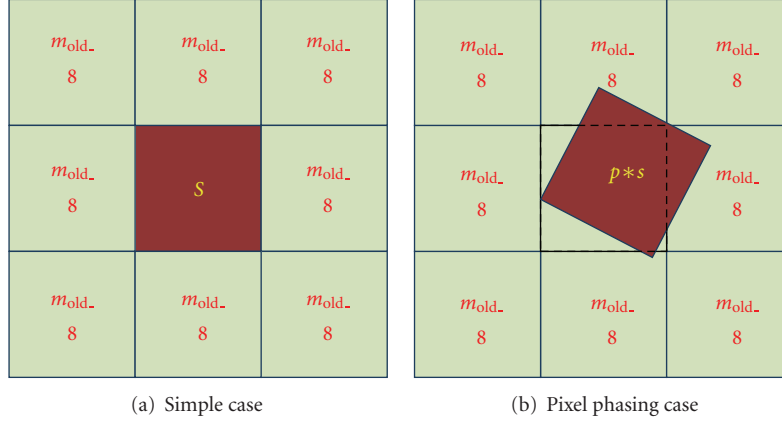 m_old_ m_old_ m_old_ m_old_ m_old_ m_old_
8 8 8 8 8 8
m_old_ S m_old_ m_old_ p*s m_old_
8 8 8 8
m_old_ m_old_ m_old_ m_old_ m_old_ m_old_
8 8 8 8 8 8
(a) Simple case (b) Pixel phasing case